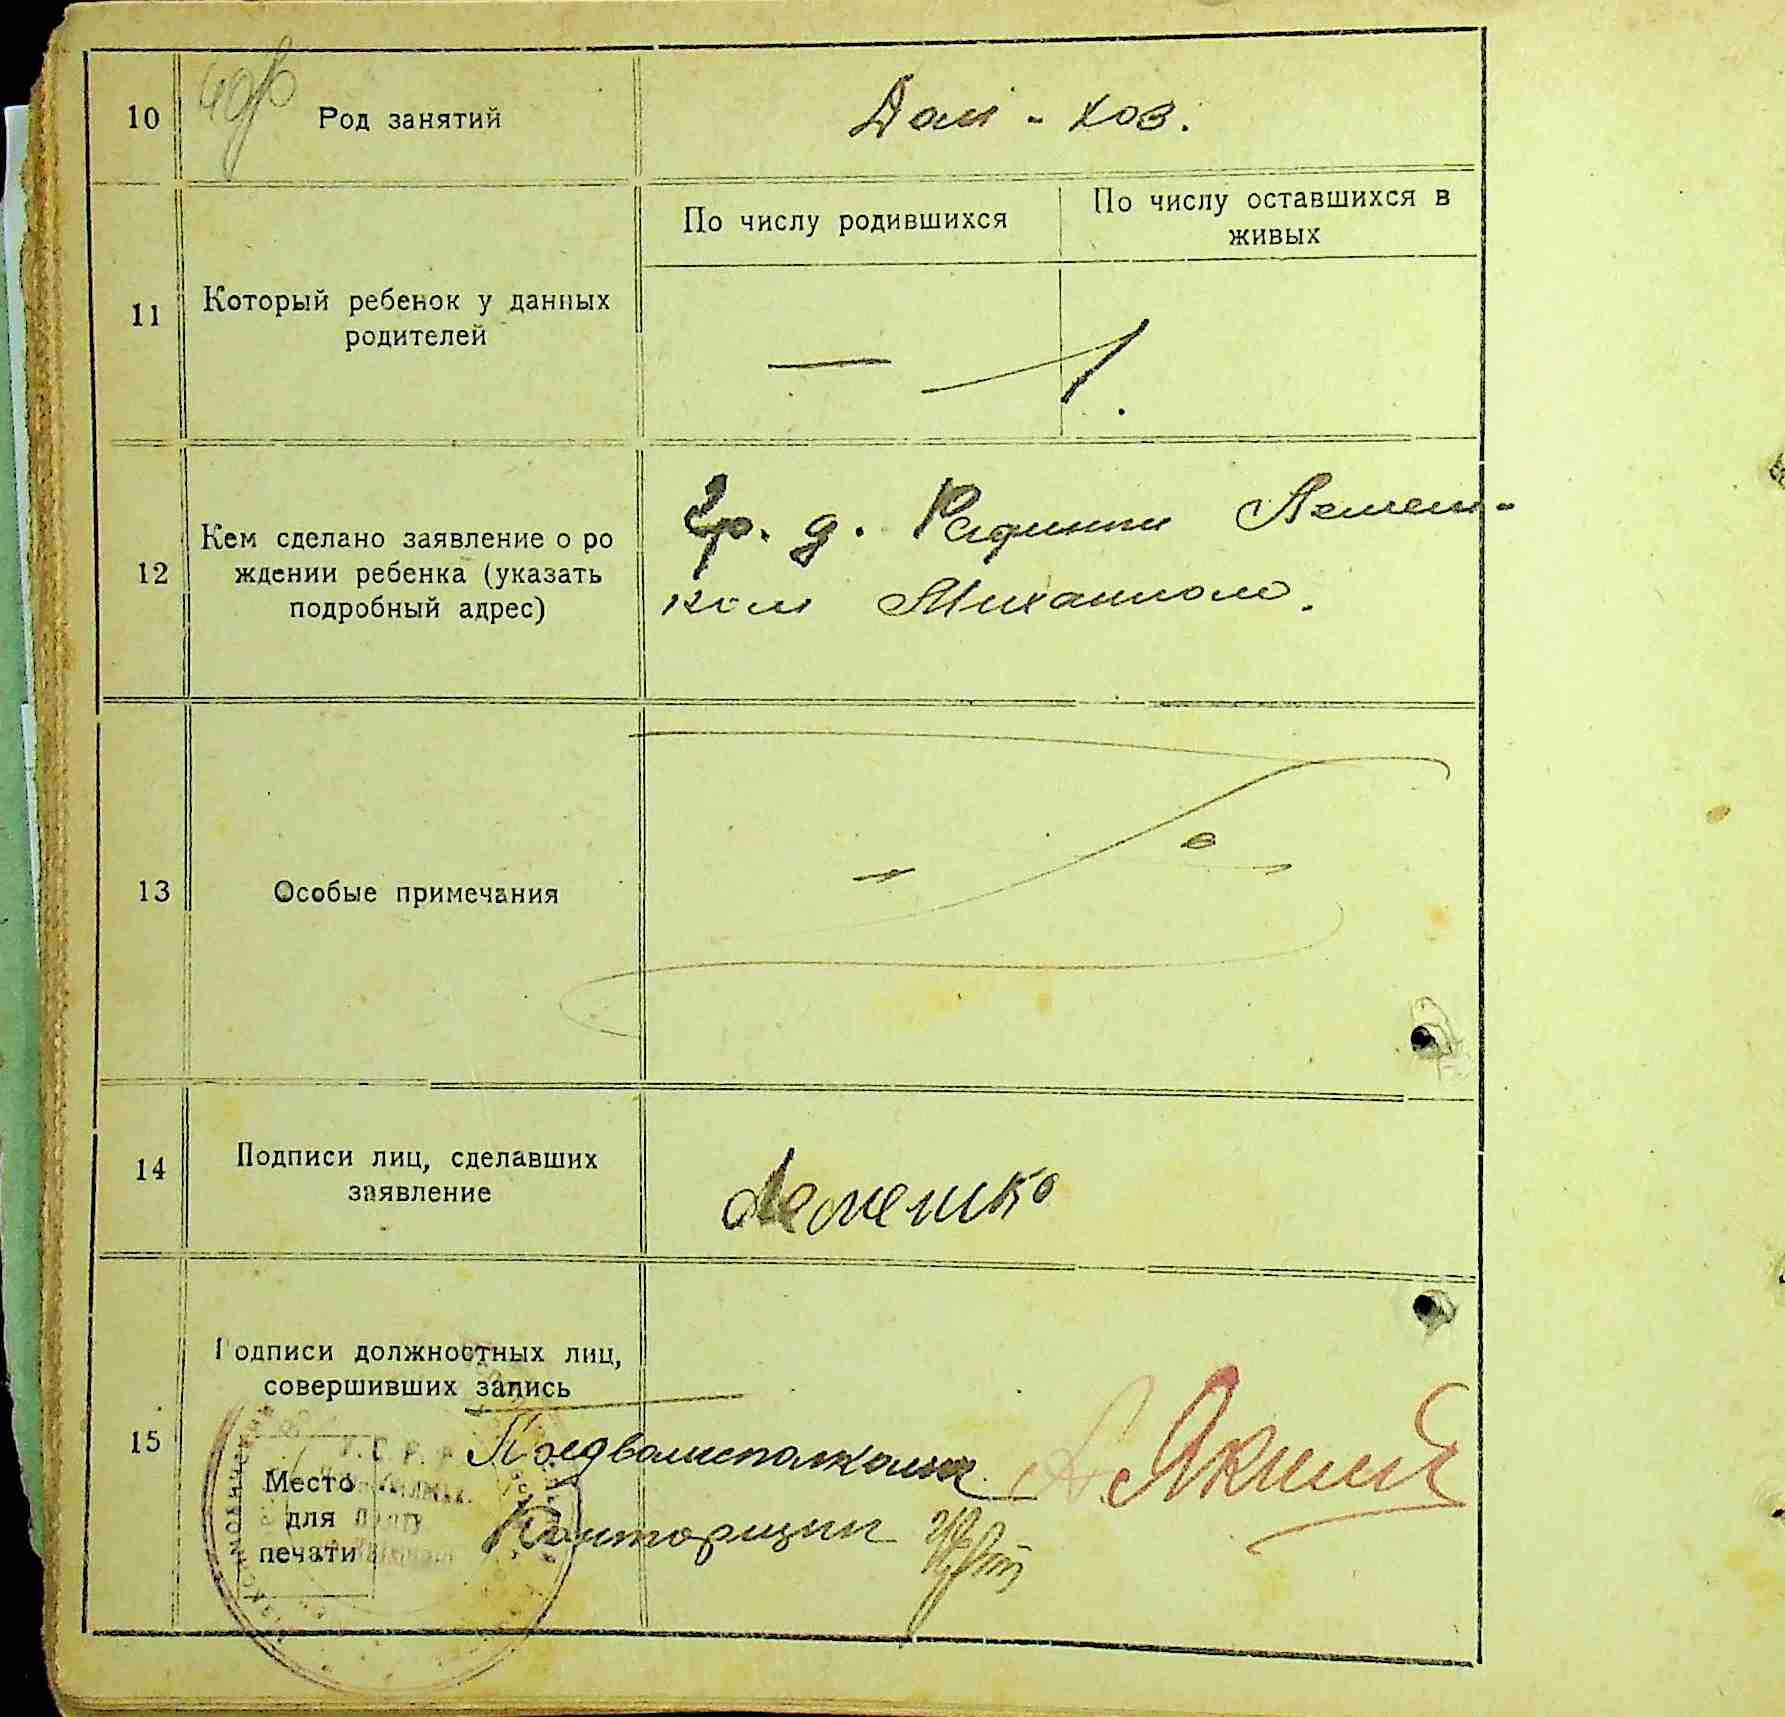 10 Род занятий Дом - хоз.
По числу родившихся
По числу оставшихся в
живых
11 Который ребенок у данных
родителей
— 1.
12 Кем сделано заявление о ро
ждении ребенка (указать
подробный адрес)
Гр. д. Лемеш-
ком Михаилом.
13 Особые примечания
14 Подписи лиц, сделавших
заявление
Лемешко
15 Подписи должностных лиц,
совершивших запись
Место
для
печати
Предволисполкома
Конторщик